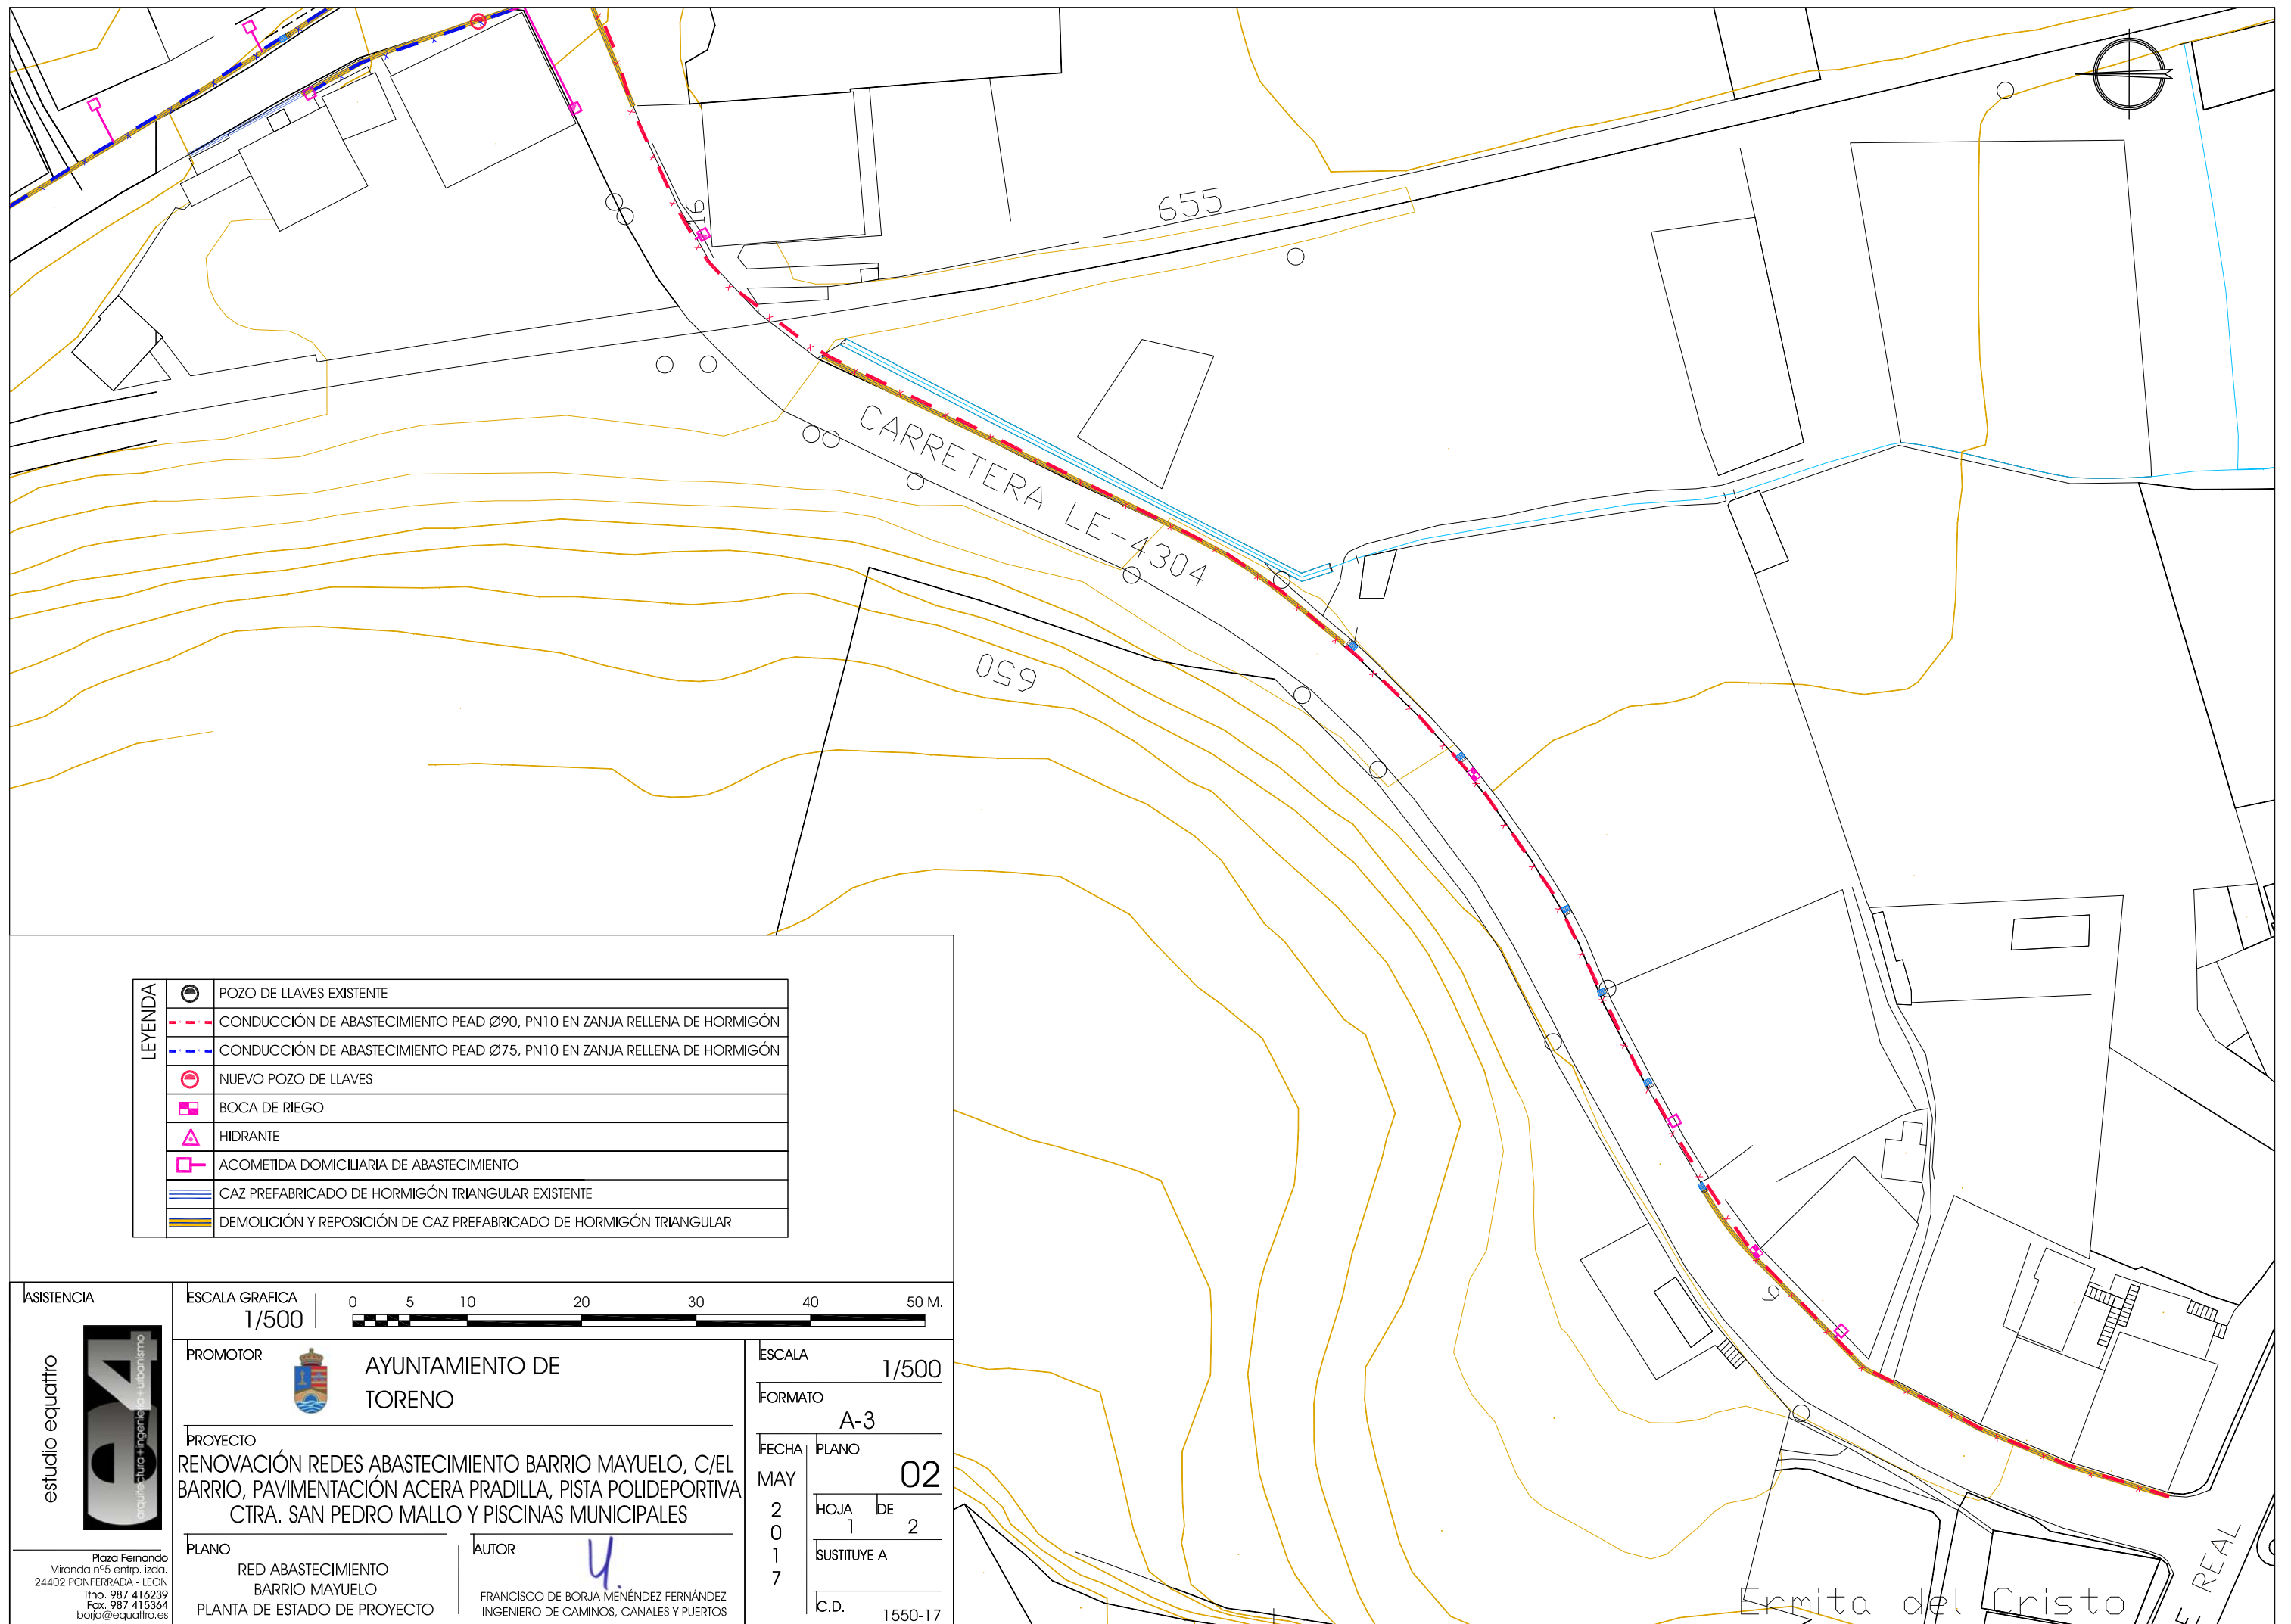 655
16
CARRETERA LE-4304
650
9
REAL
Ermita del Cristo
LEYENDA
POZO DE LLAVES EXISTENTE
CONDUCCIÓN DE ABASTECIMIENTO PEAD Ø90, PN10 EN ZANJA RELLENA DE HORMIGÓN
CONDUCCIÓN DE ABASTECIMIENTO PEAD Ø75, PN10 EN ZANJA RELLENA DE HORMIGÓN
NUEVO POZO DE LLAVES
BOCA DE RIEGO
HIDRANTE
ACOMETIDA DOMICILIARIA DE ABASTECIMIENTO
CAZ PREFABRICADO DE HORMIGÓN TRIANGULAR EXISTENTE
DEMOLICIÓN Y REPOSICIÓN DE CAZ PREFABRICADO DE HORMIGÓN TRIANGULAR
ASISTENCIA
estudio equattro
e4
arquitectura+ingeniería+urbanismo
Plaza Fernando
Miranda nº5 entrp. izda.
24402 PONFERRADA - LEON
Tfno. 987 416239
Fax. 987 415364
borja@equattro.es
ESCALA GRAFICA
1/500
0 5 10 20 30 40 50 M.
PROMOTOR
AYUNTAMIENTO DE
TORENO
PROYECTO
RENOVACIÓN REDES ABASTECIMIENTO BARRIO MAYUELO, C/EL
BARRIO, PAVIMENTACIÓN ACERA PRADILLA, PISTA POLIDEPORTIVA
CTRA. SAN PEDRO MALLO Y PISCINAS MUNICIPALES
PLANO
RED ABASTECIMIENTO
BARRIO MAYUELO
PLANTA DE ESTADO DE PROYECTO
AUTOR
FRANCISCO DE BORJA MENÉNDEZ FERNÁNDEZ
INGENIERO DE CAMINOS, CANALES Y PUERTOS
ESCALA
1/500
FORMATO
A-3
FECHA
MAY
2
0
1
7
PLANO
02
HOJA DE
1 2
SUSTITUYE A
C.D. 1550-17